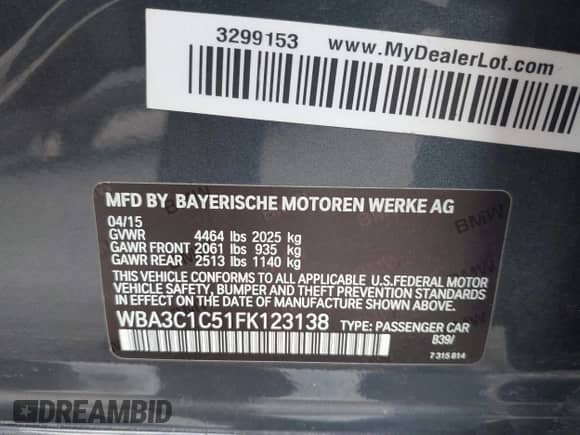 3299153 www.MyDealerLot.com
MFD BY BAYERISCHE MOTOREN WERKE AG
04/15
GVWR 4464 lbs 2025 kg
GAWR FRONT 2061 lbs 935 kg
GAWR REAR 2513 lbs 1140 kg
THIS VEHICLE CONFORMS TO ALL APPLICABLE U.S.FEDERAL MOTOR
VEHICLE SAFETY, BUMPER AND THEFT PREVENTION STANDARDS
IN EFFECT ON THE DATE OF MANUFACTURE SHOWN ABOVE.
WBA3C1C51FK123138 TYPE: PASSENGER CAR
B39/
7 315 814
BMW
DREAMBID